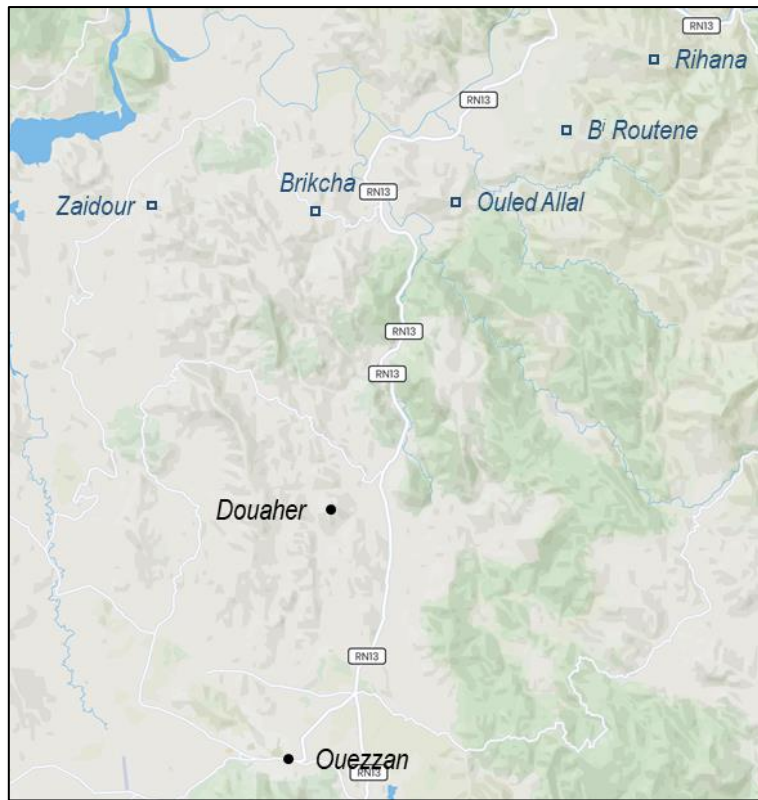 RN13
Rihana
RN13
Bⁱ Routene
Brikcha
RN13
Zaidour
Ouled Allal
RN13
RN13
Douaher
RN13
Ouezzan
RN13